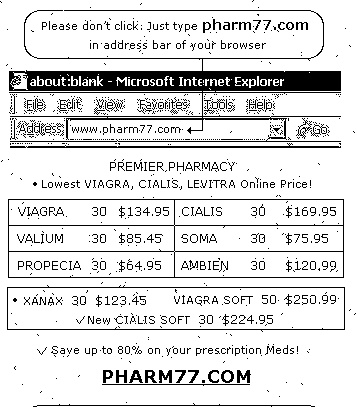 Please don't click. Just type pharm77.com
in address bar of your browser
about:blank - Microsoft Internet Explorer
File Edit View Favorites Tools Help
Address www.pharm77.com Go
PREMIER PHARMACY
• Lowest VIAGRA, CIALIS, LEVITRA Online Price!
VIAGRA 30 $134.95 CIALIS 30 $169.95
VALIUM 30 $85.45 SOMA 30 $75.95
PROPECIA 30 $64.95 AMBIEN 30 $120.99
• XANAX 30 $123.45 VIAGRA SOFT 50 $250.99
✓New CIALIS SOFT 30 $224.95
✓ Save up to 80% on your prescription Meds!
PHARM77.COM